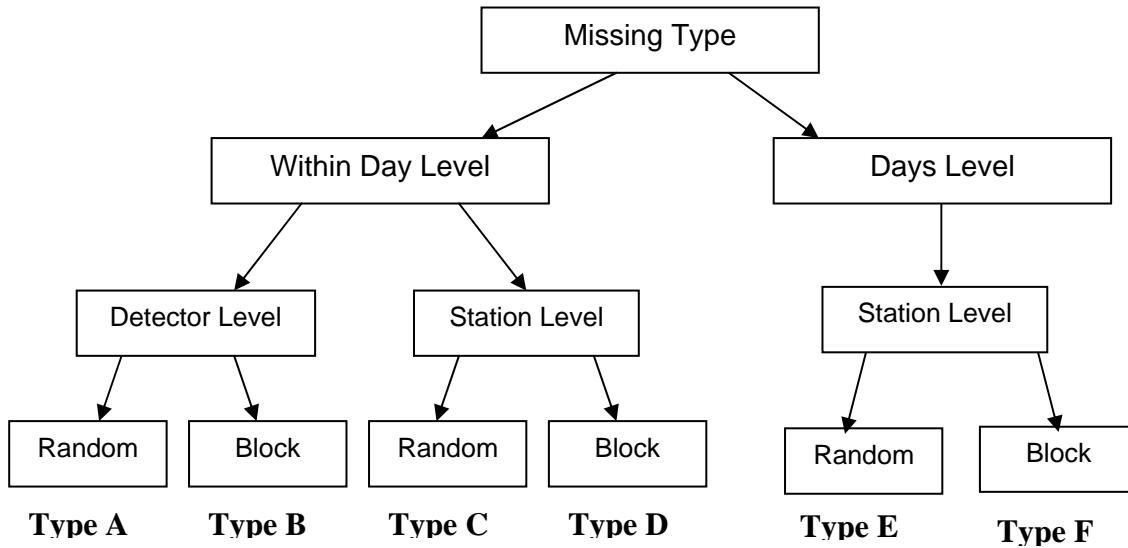 Missing Type
Within Day Level
Days Level
Detector Level
Station Level
Station Level
Random
Block
Random
Block
Random
Block
Type A
Type B
Type C
Type D
Type E
Type F